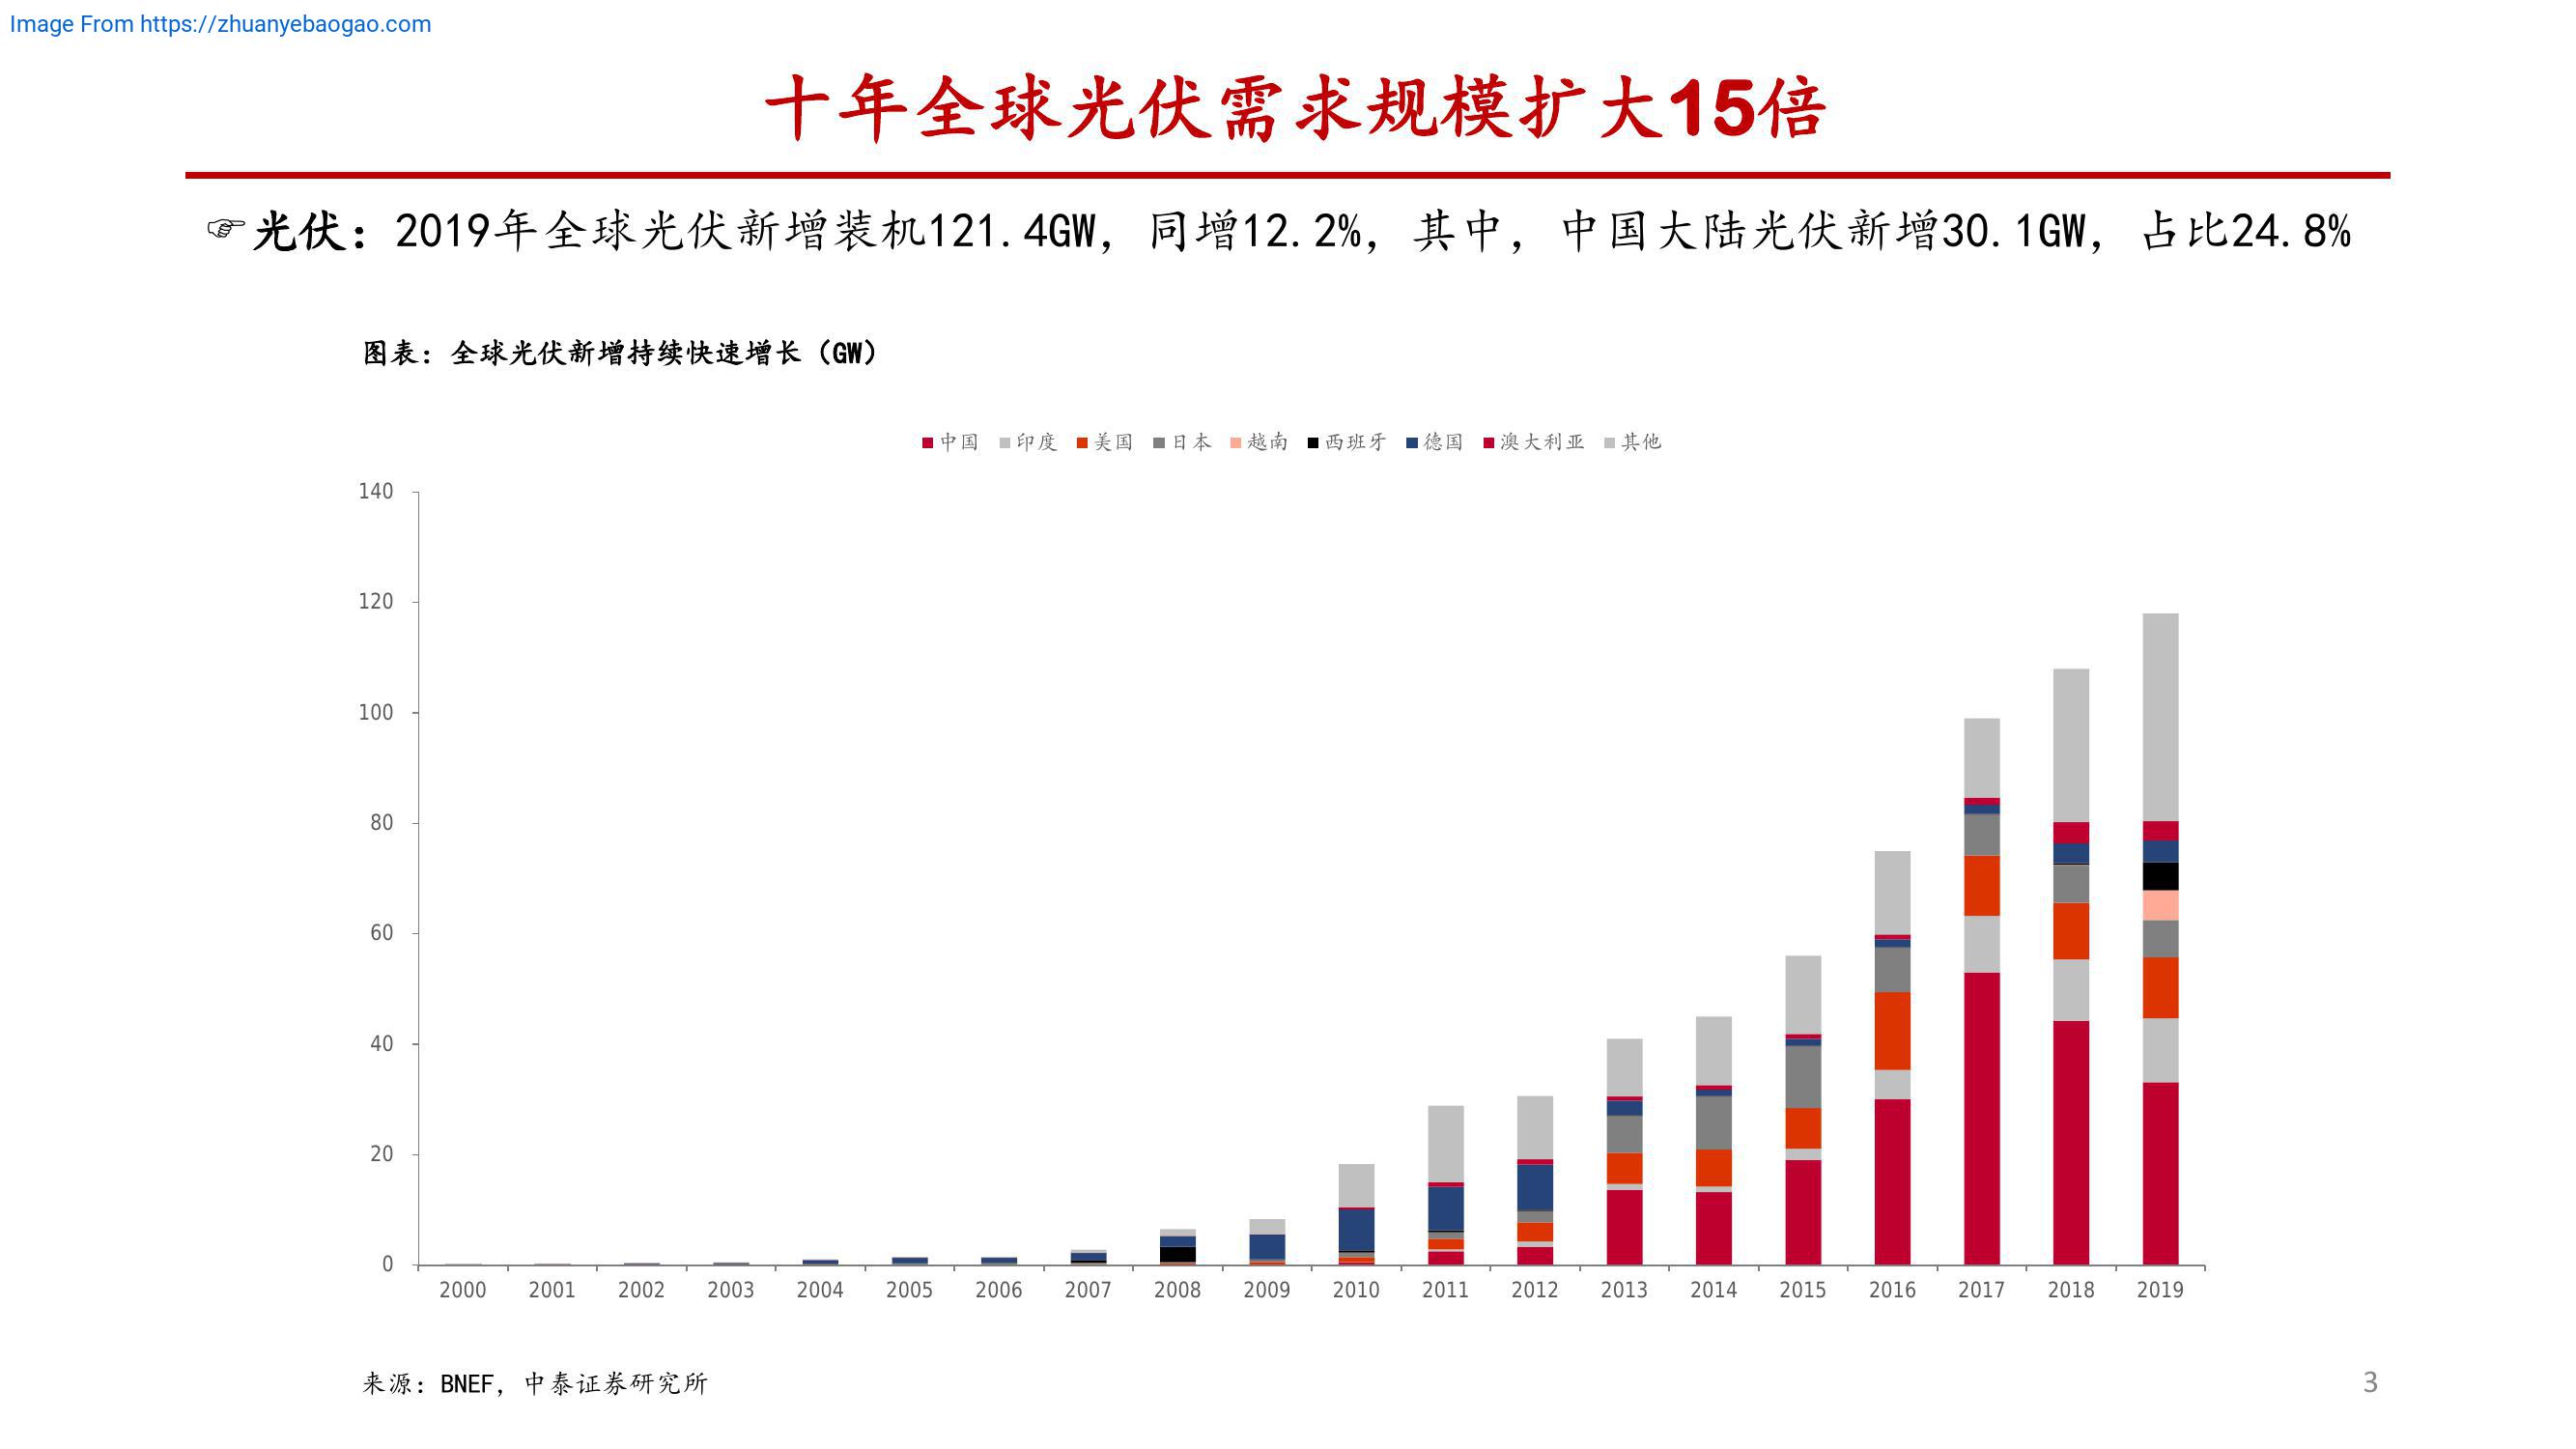 Image From https://zhuanyebaogao.com
十年全球光伏需求规模扩大15倍
☞光伏：2019年全球光伏新增装机121.4GW，同增12.2%，其中，中国大陆光伏新增30.1GW，占比24.8%
图表：全球光伏新增持续快速增长（GW）
中国 印度 美国 日本 越南 西班牙 德国 澳大利亚 其他
140
120
100
80
60
40
20
0
2000 2001 2002 2003 2004 2005 2006 2007 2008 2009 2010 2011 2012 2013 2014 2015 2016 2017 2018 2019
来源：BNEF，中泰证券研究所
3